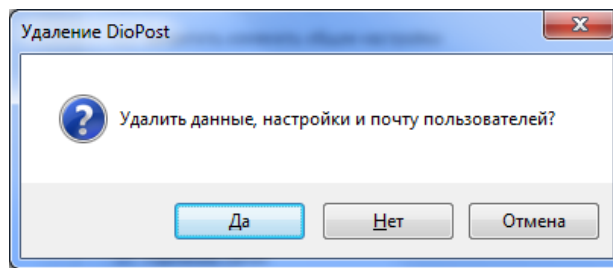 Удаление DioPost
Удалить данные, настройки и почту пользователей?
Да
Нет
Отмена